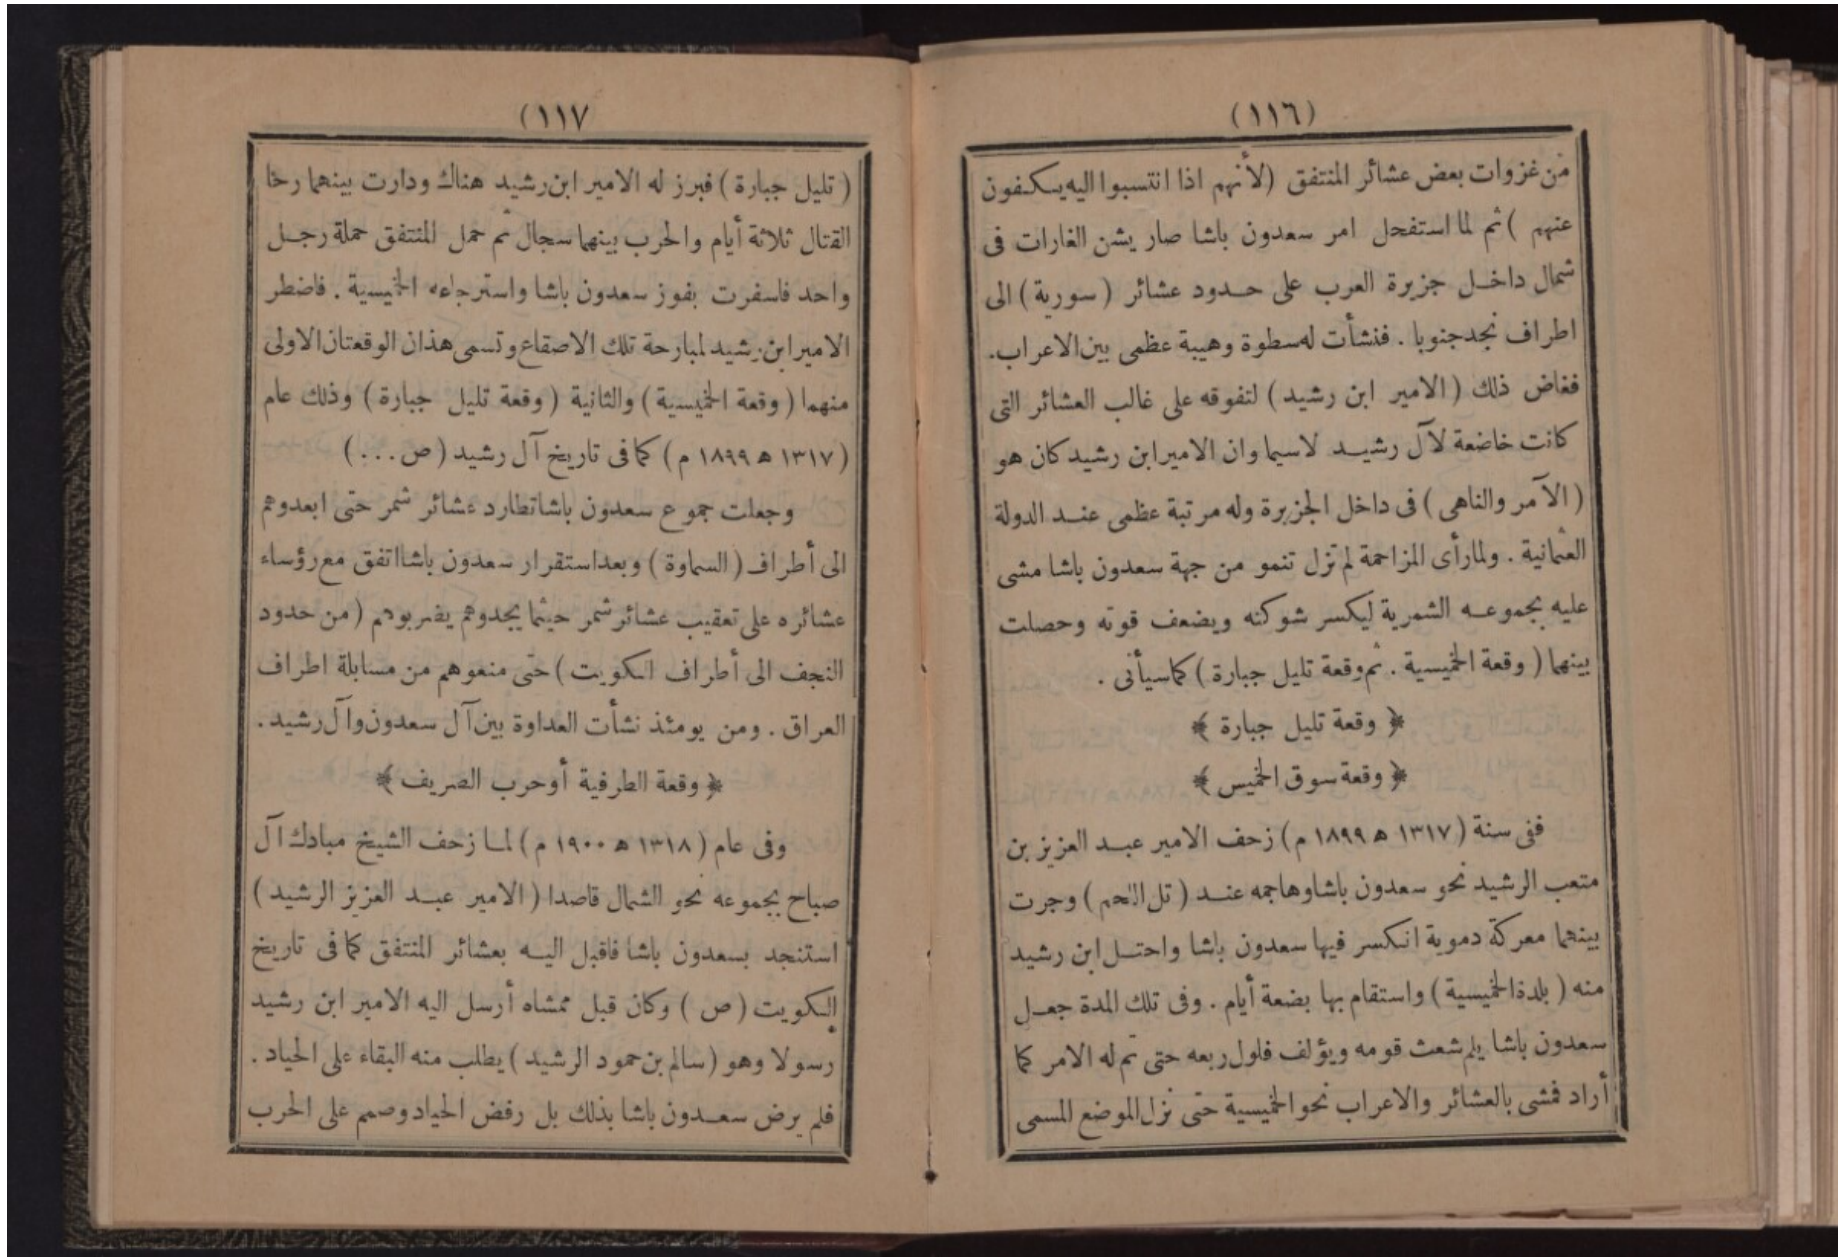 (١١٦)
من غزوات بعض عشائر المنتفق (لأنهم اذا انتسبوا اليه يكفون
عنهم ) ثم لما استفحل امر سعدون باشا صار يشن الغارات فى
شمال داخل جزيرة العرب على حدود عشائر ( سورية ) الى
اطراف نجد جنوبا . فنشأت له سطوة وهيبة عظمى بين الاعراب.
فغاض ذلك ( الامير ابن رشيد ) لتفوقه على غالب العشائر التى
كانت خاضعة لآل رشيد لاسيما وان الامير ابن رشيد كان هو
( الآمر والناهى ) فى داخل الجزيرة وله مرتبة عظمى عند الدولة
العثمانية . ولما رأى المزاحمة لم تزل تنمو من جهة سعدون باشا مشى
عليه بجموعه الشمرية ليكسر شوكته ويضعف قوته وحصلت
بينهما ( وقعة الخميسية . ثم وقعة تليل جبارة ) كما سيأتى .
﴿ وقعة تليل جبارة ﴾
﴿ وقعة سوق الخميس ﴾
ففى سنة ( ١٣١٧ ه ١٨٩٩ م ) زحف الامير عبد العزيز بن
متعب الرشيد نحو سعدون باشا وهاجمه عند ( تل اللحم ) وجرت
بينهما معركة دموية انكسر فيها سعدون باشا واحتل ابن رشيد
منه ( بلدة الخميسية ) واستقام بها بضعة أيام . وفى تلك المدة جعل
سعدون باشا يلم شعث قومه ويؤلف فلول ربعه حتى تم له الامر كما
أراد فمشى بالعشائر والاعراب نحو الخميسية حتى نزل الموضع المسمى
(١١٧
( تليل جبارة ) فبرز له الامير ابن رشيد هناك ودارت بينهما رحا
القتال ثلاثة أيام والحرب بينهما سجال ثم حمل المنتفق حملة رجل
واحد فاسفرت بفوز سعدون باشا واسترجاعه الخميسية . فاضطر
الامير ابن رشيد لمبارحة تلك الاصقاع وتسمى هذان الوقعتان الاولى
منهما ( وقعة الخميسية ) والثانية ( وقعة تليل جبارة ) وذلك عام
( ١٣١٧ ه ١٨٩٩ م ) كما فى تاريخ آل رشيد ( ص . . . )
وجعلت جموع سعدون باشا تطارد عشائر شمر حتى ابعدوهم
الى أطراف ( السماوة ) وبعد استقرار سعدون باشا اتفق مع رؤساء
عشائره على تعقيب عشائر شمر حيثما يجدوهم يضربوهم ( من حدود
النجف الى أطراف الكويت ) حتى منعوهم من مسابلة اطراف
العراق . ومن يومئذ نشأت العداوة بين آل سعدون وآل رشيد .
﴿ وقعة الطرفية أو حرب الصريف ﴾
وفى عام ( ١٣١٨ ه ١٩٠٠ م ) لما زحف الشيخ مبارك آل
صباح بجموعه نحو الشمال قاصدا ( الامير عبد العزيز الرشيد )
استنجد بسعدون باشا فاقبل اليه بعشائر المنتفق كما فى تاريخ
الكويت ( ص ) وكان قبل ممشاه أرسل اليه الامير ابن رشيد
رسولا وهو ( سالم بن حمود الرشيد ) يطلب منه البقاء على الحياد .
فلم يرض سعدون باشا بذلك بل رفض الحياد وصمم على الحرب